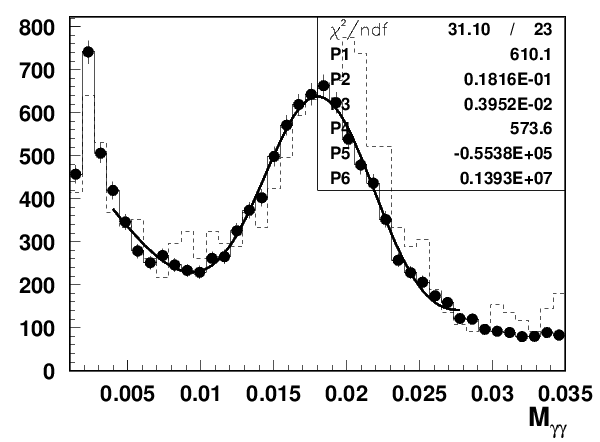 800
700
600
500
400
300
200
100
0
χ²/ndf 31.10 / 23
P1 610.1
P2 0.1816E-01
P3 0.3952E-02
P4 573.6
P5 -0.5538E+05
P6 0.1393E+07
0.005 0.01 0.015 0.02 0.025 0.03 0.035
Mγγ